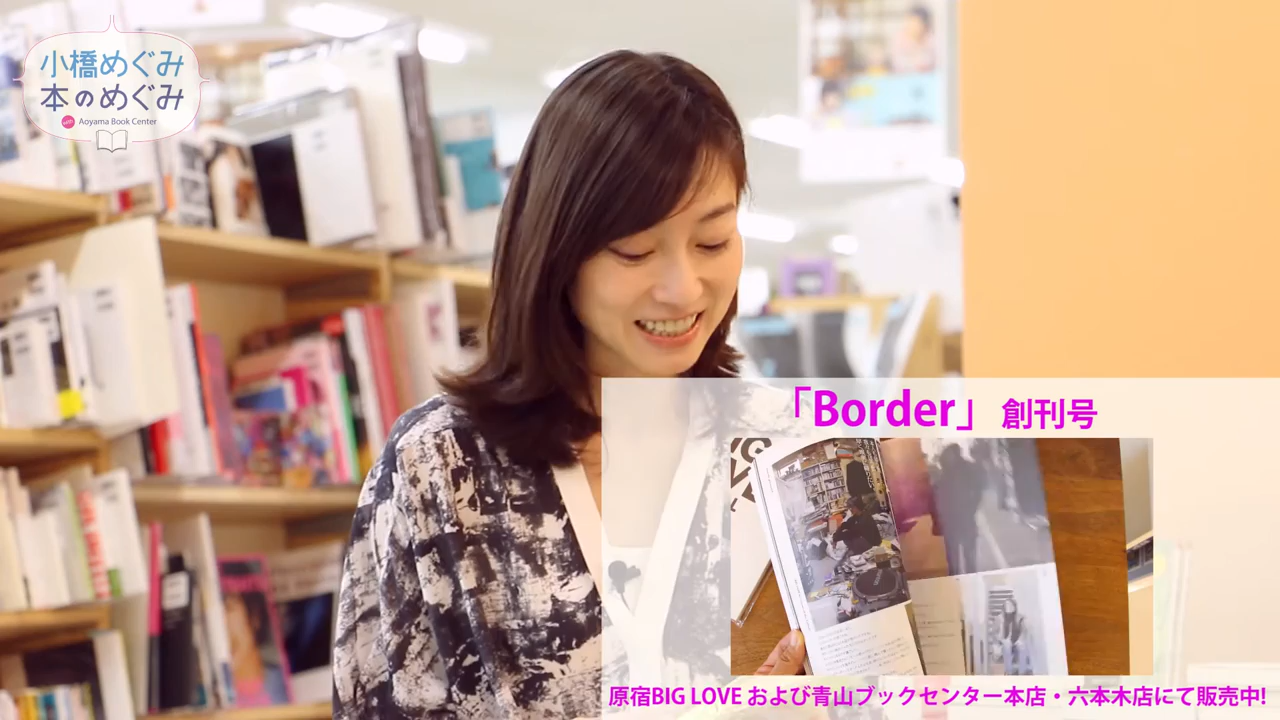 小橋めぐみ
本のめぐみ
with Aoyama Book Center
「Border」 創刊号
原宿BIG LOVE および青山ブックセンター本店・六本木店にて販売中!